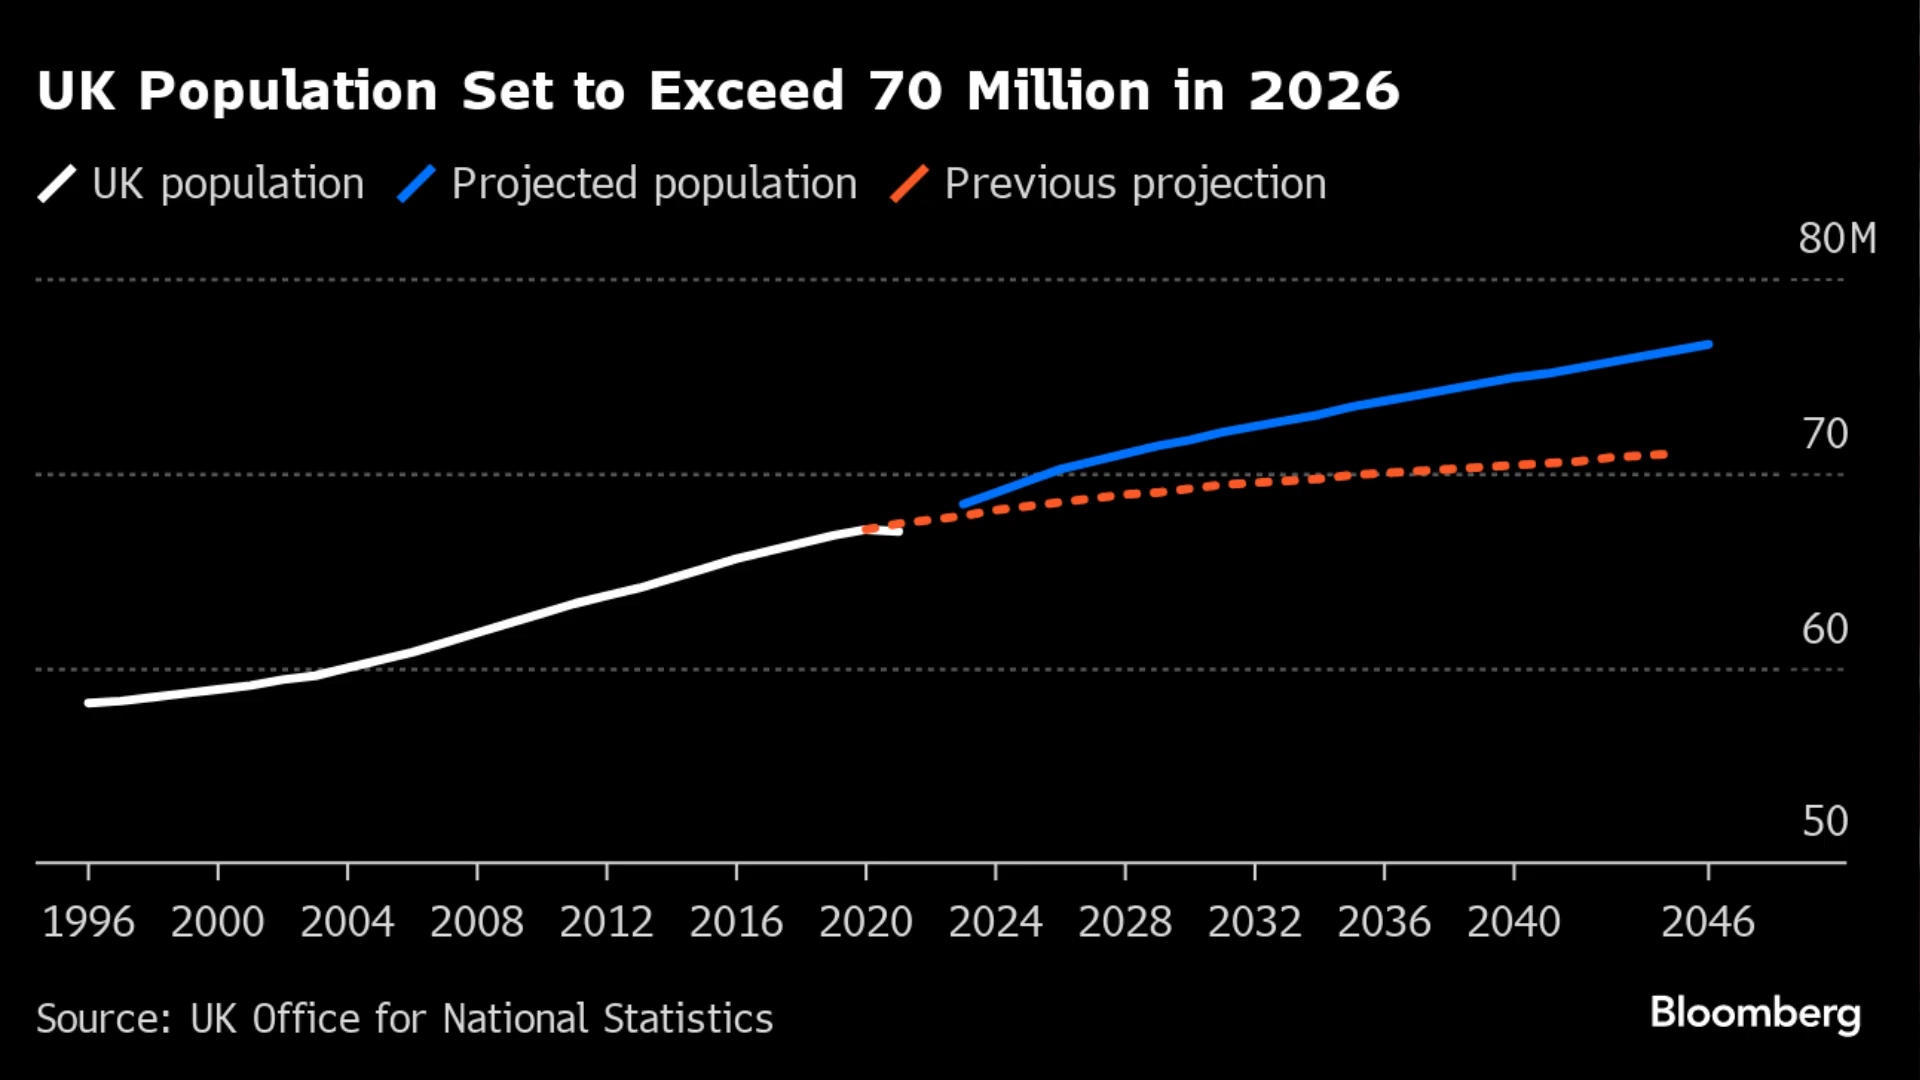 UK Population Set to Exceed 70 Million in 2026
UK population Projected population Previous projection
80M
70
60
50
1996 2000 2004 2008 2012 2016 2020 2024 2028 2032 2036 2040 2046
Source: UK Office for National Statistics
Bloomberg